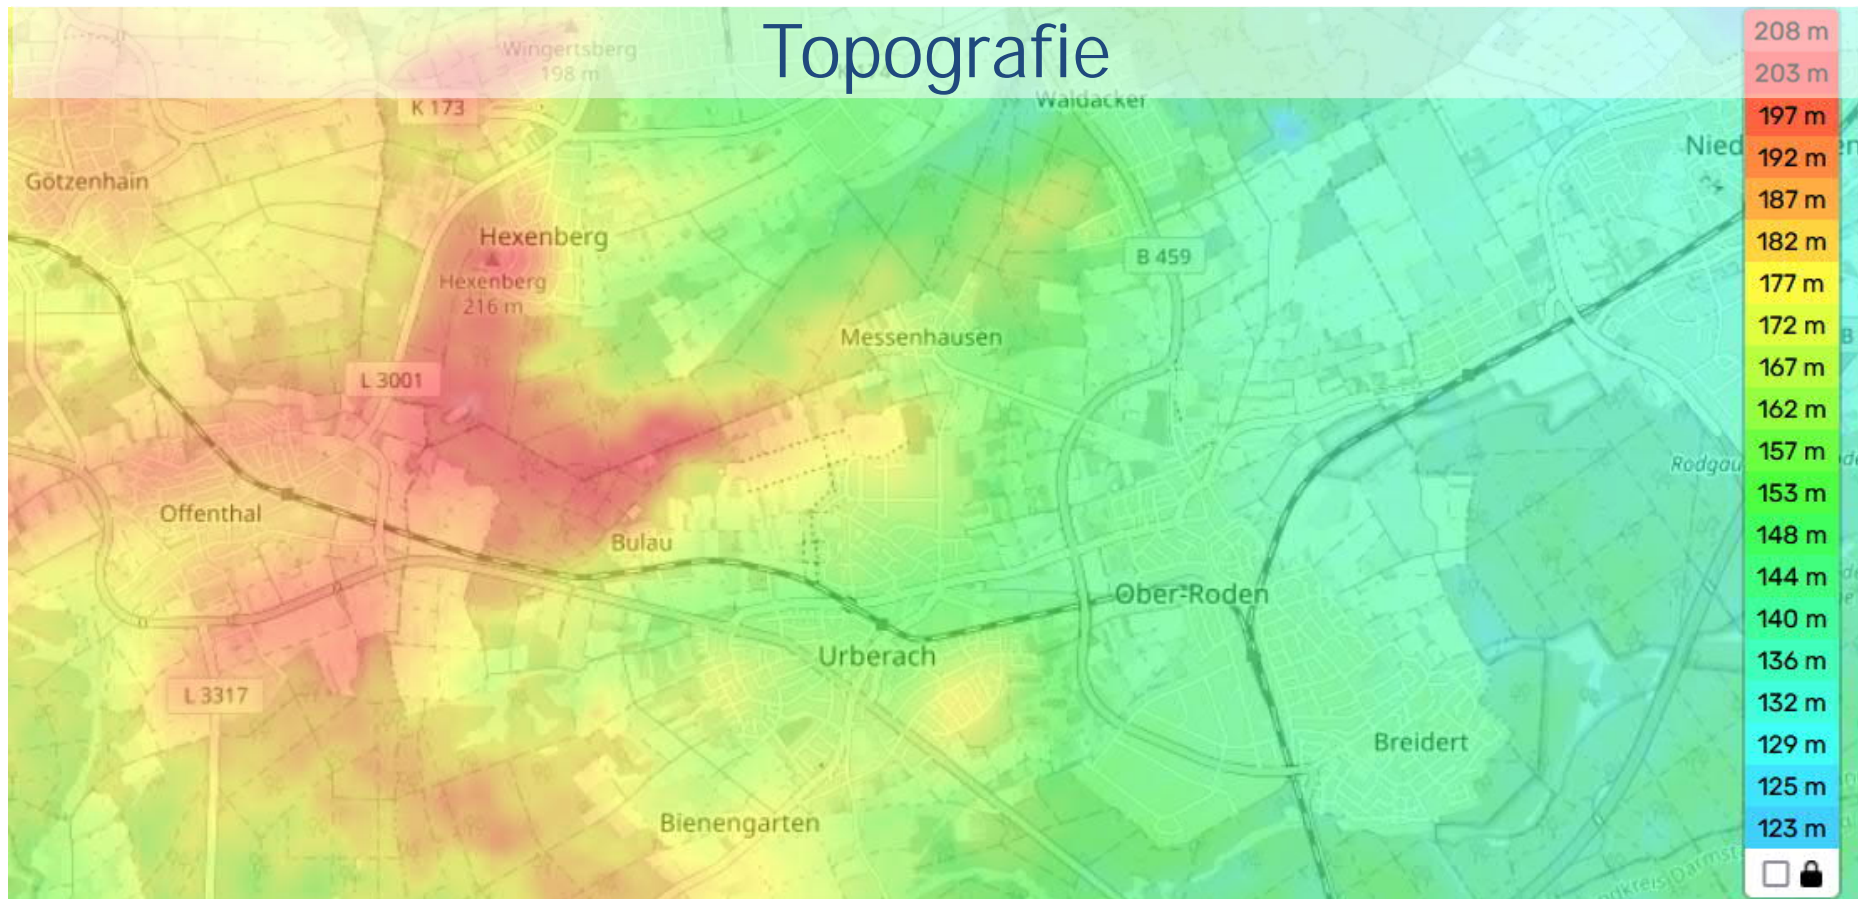 Topografie
Wingertsberg
198 m
Waldacker
K 173
Götzenhain
Hexenberg
Hexenberg
216 m
B 459
Messenhausen
L 3001
Offenthal
Bulau
Ober-Roden
Urberach
L 3317
Breidert
Bienengarten
Rodgau
208 m
203 m
197 m
192 m
187 m
182 m
177 m
172 m
167 m
162 m
157 m
153 m
148 m
144 m
140 m
136 m
132 m
129 m
125 m
123 m